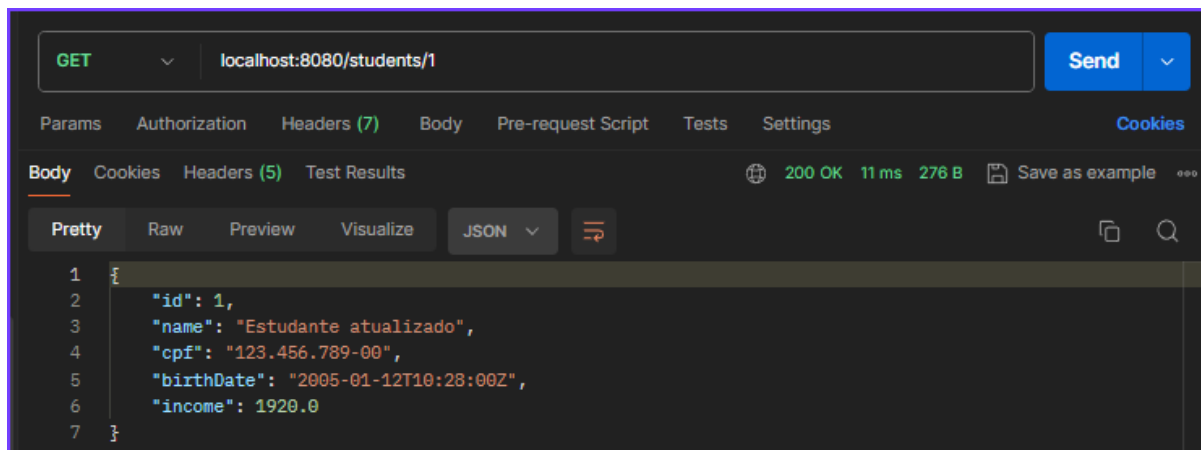 GET localhost:8080/students/1 Send
Params Authorization Headers (7) Body Pre-request Script Tests Settings Cookies
Body Cookies Headers (5) Test Results 200 OK 11 ms 276 B Save as example
Pretty Raw Preview Visualize JSON
1 {
2 "id": 1,
3 "name": "Estudante atualizado",
4 "cpf": "123.456.789-00",
5 "birthDate": "2005-01-12T10:28:00Z",
6 "income": 1920.0
7 }